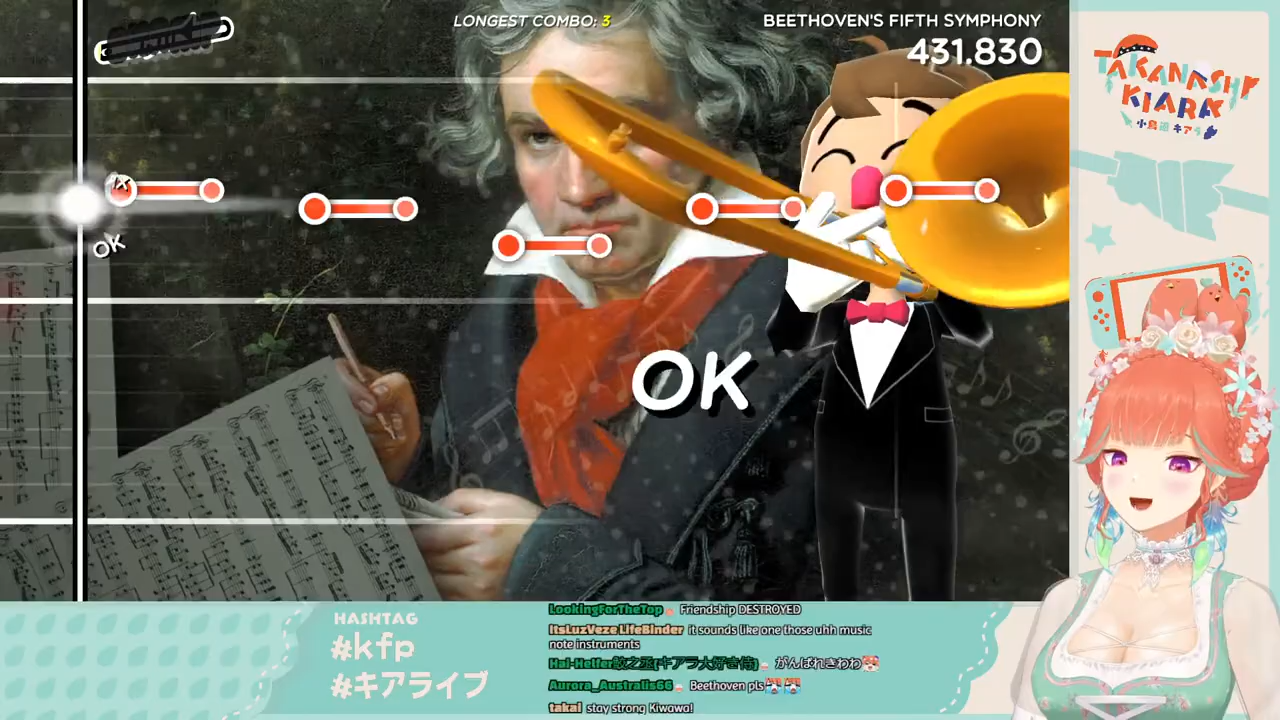 LONGEST COMBO: 3
BEETHOVEN'S FIFTH SYMPHONY
431.830
TAKANASHI
KIARA
小鳥遊 キアラ
OK
OK
HASHTAG
#kfp
#キアライブ
LookingForTheTop Friendship DESTROYED
ItsLuzVeze LifeBinder it sounds like one those uhh music
note instruments
がんばれきわわ
Aurora_Australis66 Beethoven pls
takai stay strong Kiwawa!